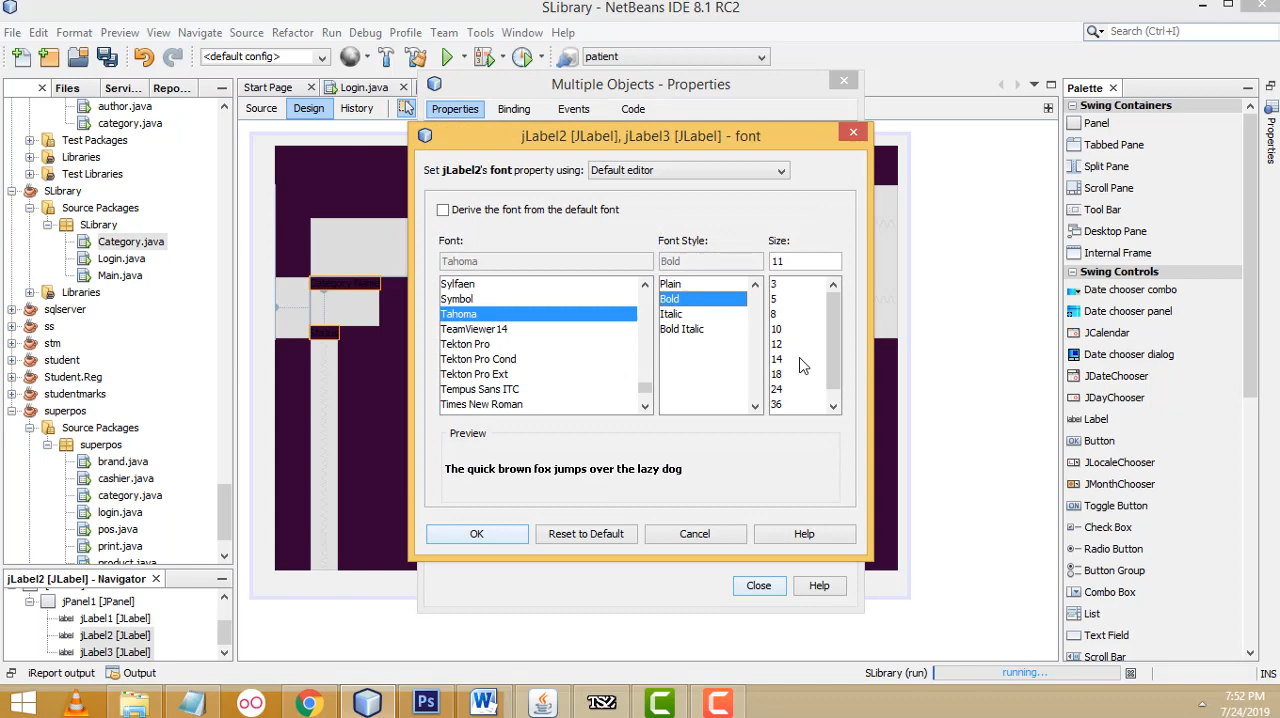 SLibrary - NetBeans IDE 8.1 RC2
File Edit Format Preview View Navigate Source Refactor Run Debug Profile Team Tools Window Help
Search (Ctrl+I)
<default config>
patient
Files Servi... Repo...
Start Page
Login.java
Source Design History
author.java
category.java
Test Packages
Libraries
Test Libraries
SLibrary
Source Packages
SLibrary
Category.java
Login.java
Main.java
Libraries
sqlserver
ss
stm
student
Student.Reg
studentmarks
superpos
Source Packages
superpos
brand.java
cashier.java
category.java
login.java
pos.java
print.java
product.java
jLabel2 [JLabel] - Navigator
jPanel1 [JPanel]
jLabel1 [JLabel]
jLabel2 [JLabel]
jLabel3 [JLabel]
iReport output
Output
Category Name
Multiple Objects - Properties
Properties Binding Events Code
jLabel2 [JLabel], jLabel3 [JLabel] - font
Set jLabel2's font property using: Default editor
Derive the font from the default font
Font: Font Style: Size:
Tahoma Bold 11
Sylfaen
Symbol
Tahoma
TeamViewer14
Tekton Pro
Tekton Pro Cond
Tekton Pro Ext
Tempus Sans ITC
Times New Roman
Plain
Bold
Italic
Bold Italic
3
5
8
10
12
14
18
24
36
Preview
The quick brown fox jumps over the lazy dog
OK Reset to Default Cancel Help
Close Help
Palette
Swing Containers
Panel
Tabbed Pane
Split Pane
Scroll Pane
Tool Bar
Desktop Pane
Internal Frame
Swing Controls
Date chooser combo
Date chooser panel
JCalendar
Date chooser dialog
JDateChooser
JDayChooser
Label
Button
JLocaleChooser
JMonthChooser
Toggle Button
Check Box
Radio Button
Button Group
Combo Box
List
Text Field
Scroll Bar
Properties
SLibrary (run)
running...
INS
Ps
W
TS2
C
C
7:52 PM
7/24/2019